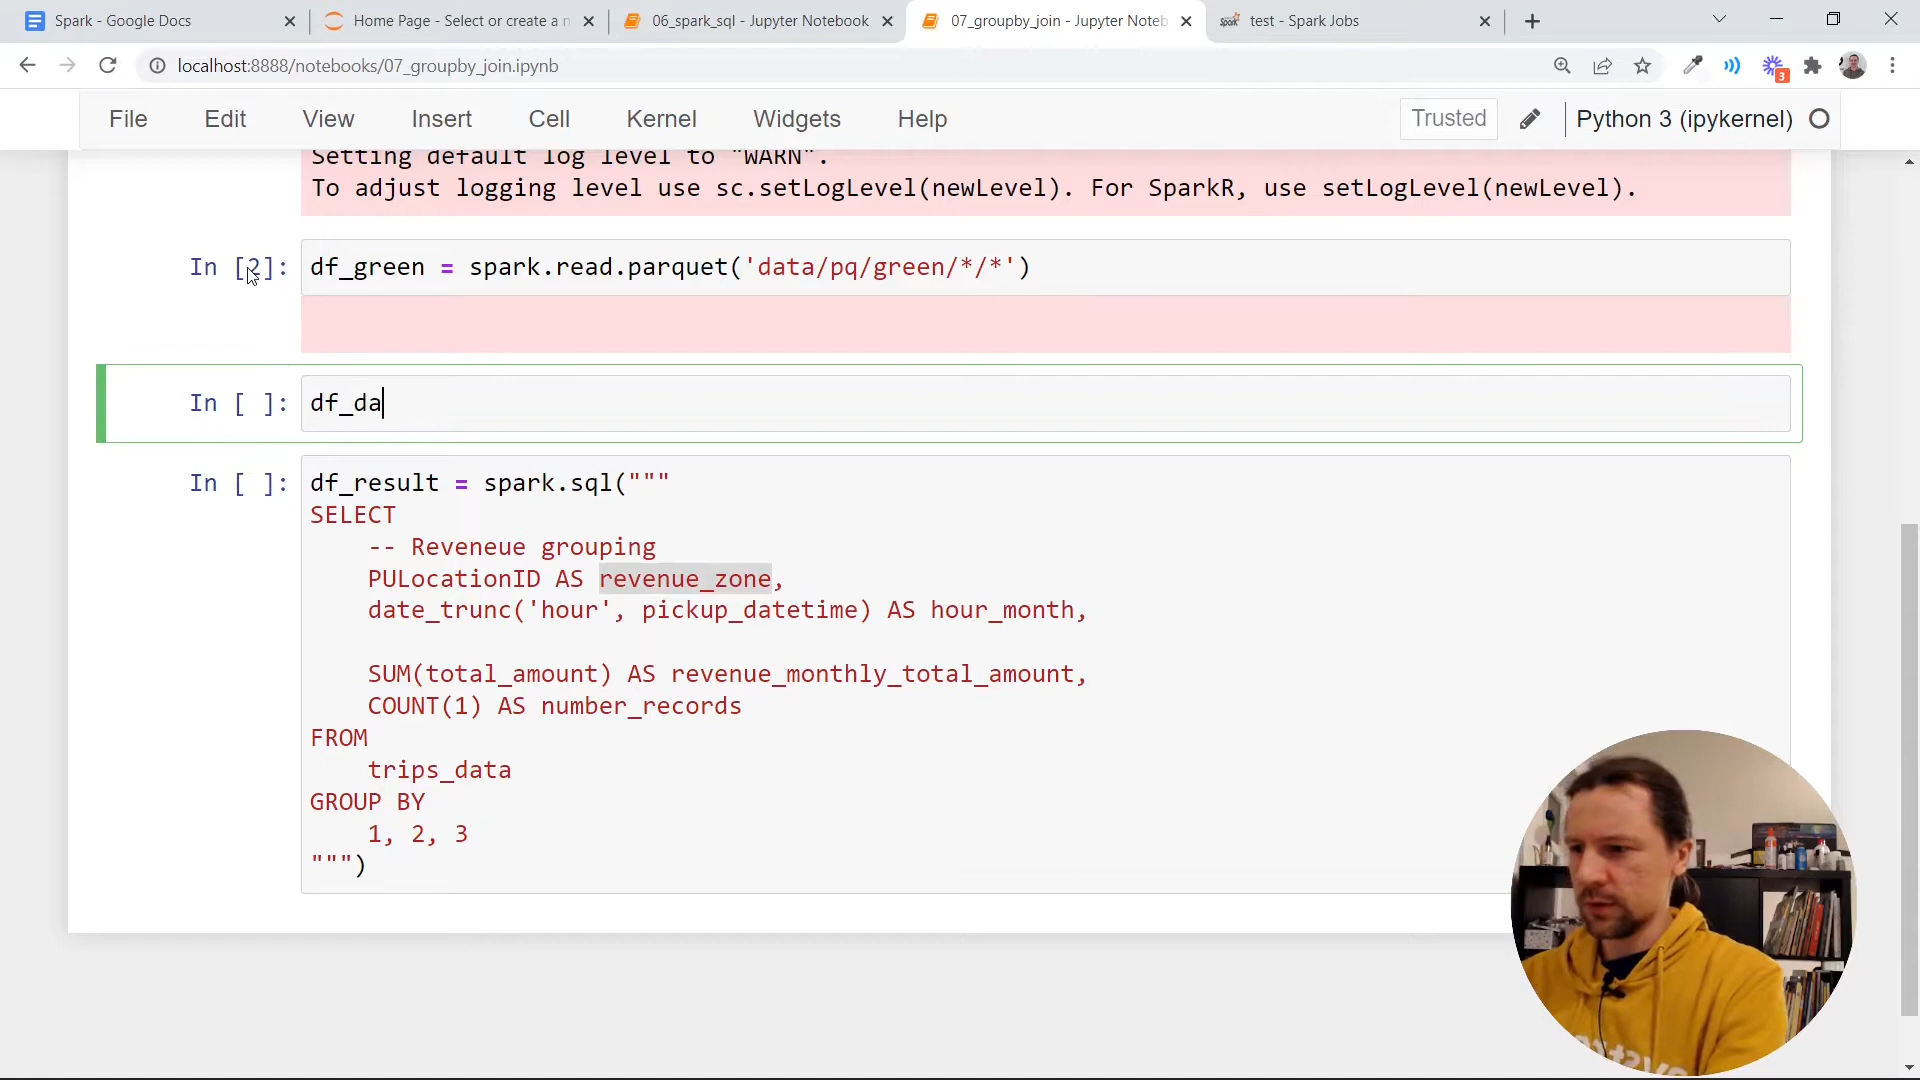 Spark - Google Docs
Home Page - Select or create a n
06_spark_sql - Jupyter Notebook
07_groupby_join - Jupyter Noteb
Spark test - Spark Jobs
localhost:8888/notebooks/07_groupby_join.ipynb
3
File Edit View Insert Cell Kernel Widgets Help
Trusted
Python 3 (ipykernel)
Setting default log level to "WARN".
To adjust logging level use sc.setLogLevel(newLevel). For SparkR, use setLogLevel(newLevel).
In [2]: df_green = spark.read.parquet('data/pq/green/*/*')
In [ ]: df_da
In [ ]: df_result = spark.sql("""
SELECT
-- Reveneue grouping
PULocationID AS revenue_zone,
date_trunc('hour', pickup_datetime) AS hour_month,
SUM(total_amount) AS revenue_monthly_total_amount,
COUNT(1) AS number_records
FROM
trips_data
GROUP BY
1, 2, 3
""")